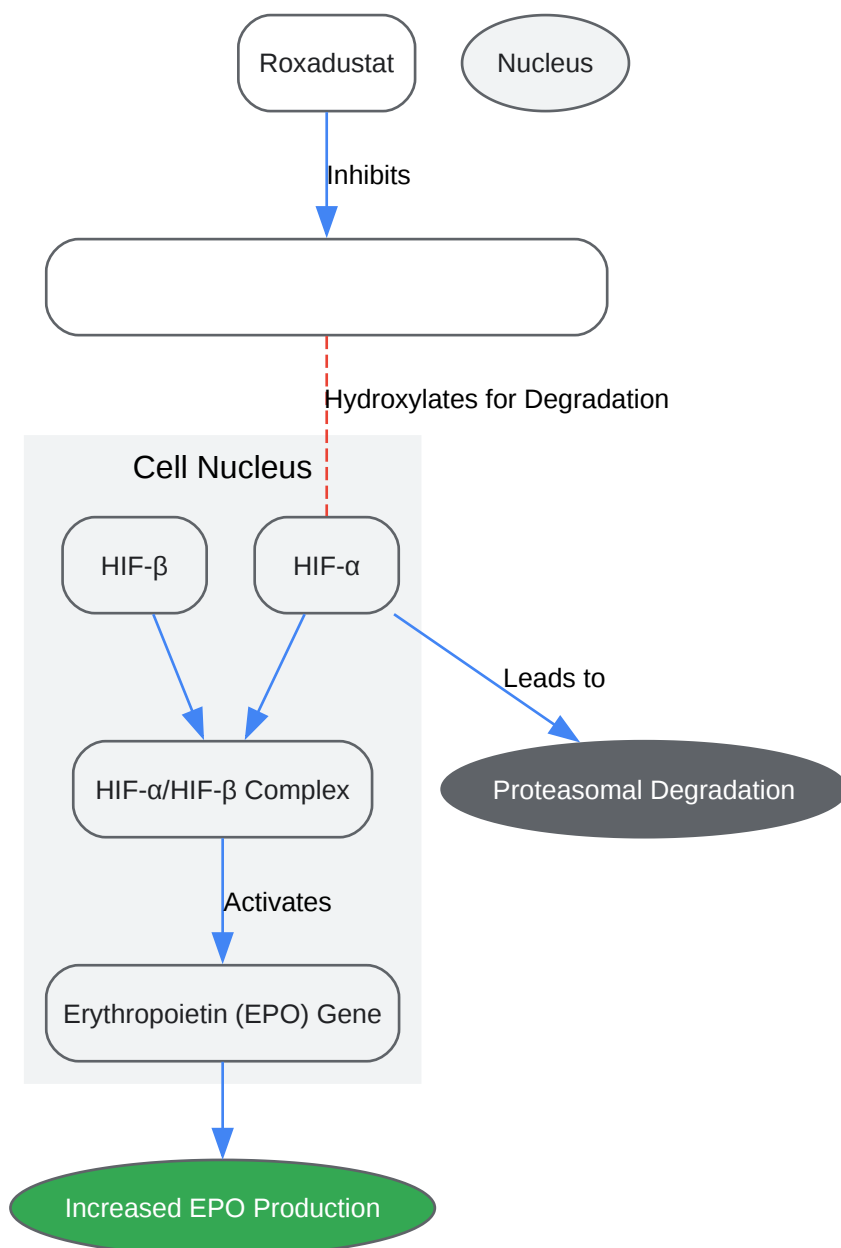 Roxadustat
Nucleus
Inhibits
Hydroxylates for Degradation
Cell Nucleus
HIF-β
HIF-α
Leads to
HIF-α/HIF-β Complex
Proteasomal Degradation
Activates
Erythropoietin (EPO) Gene
Increased EPO Production